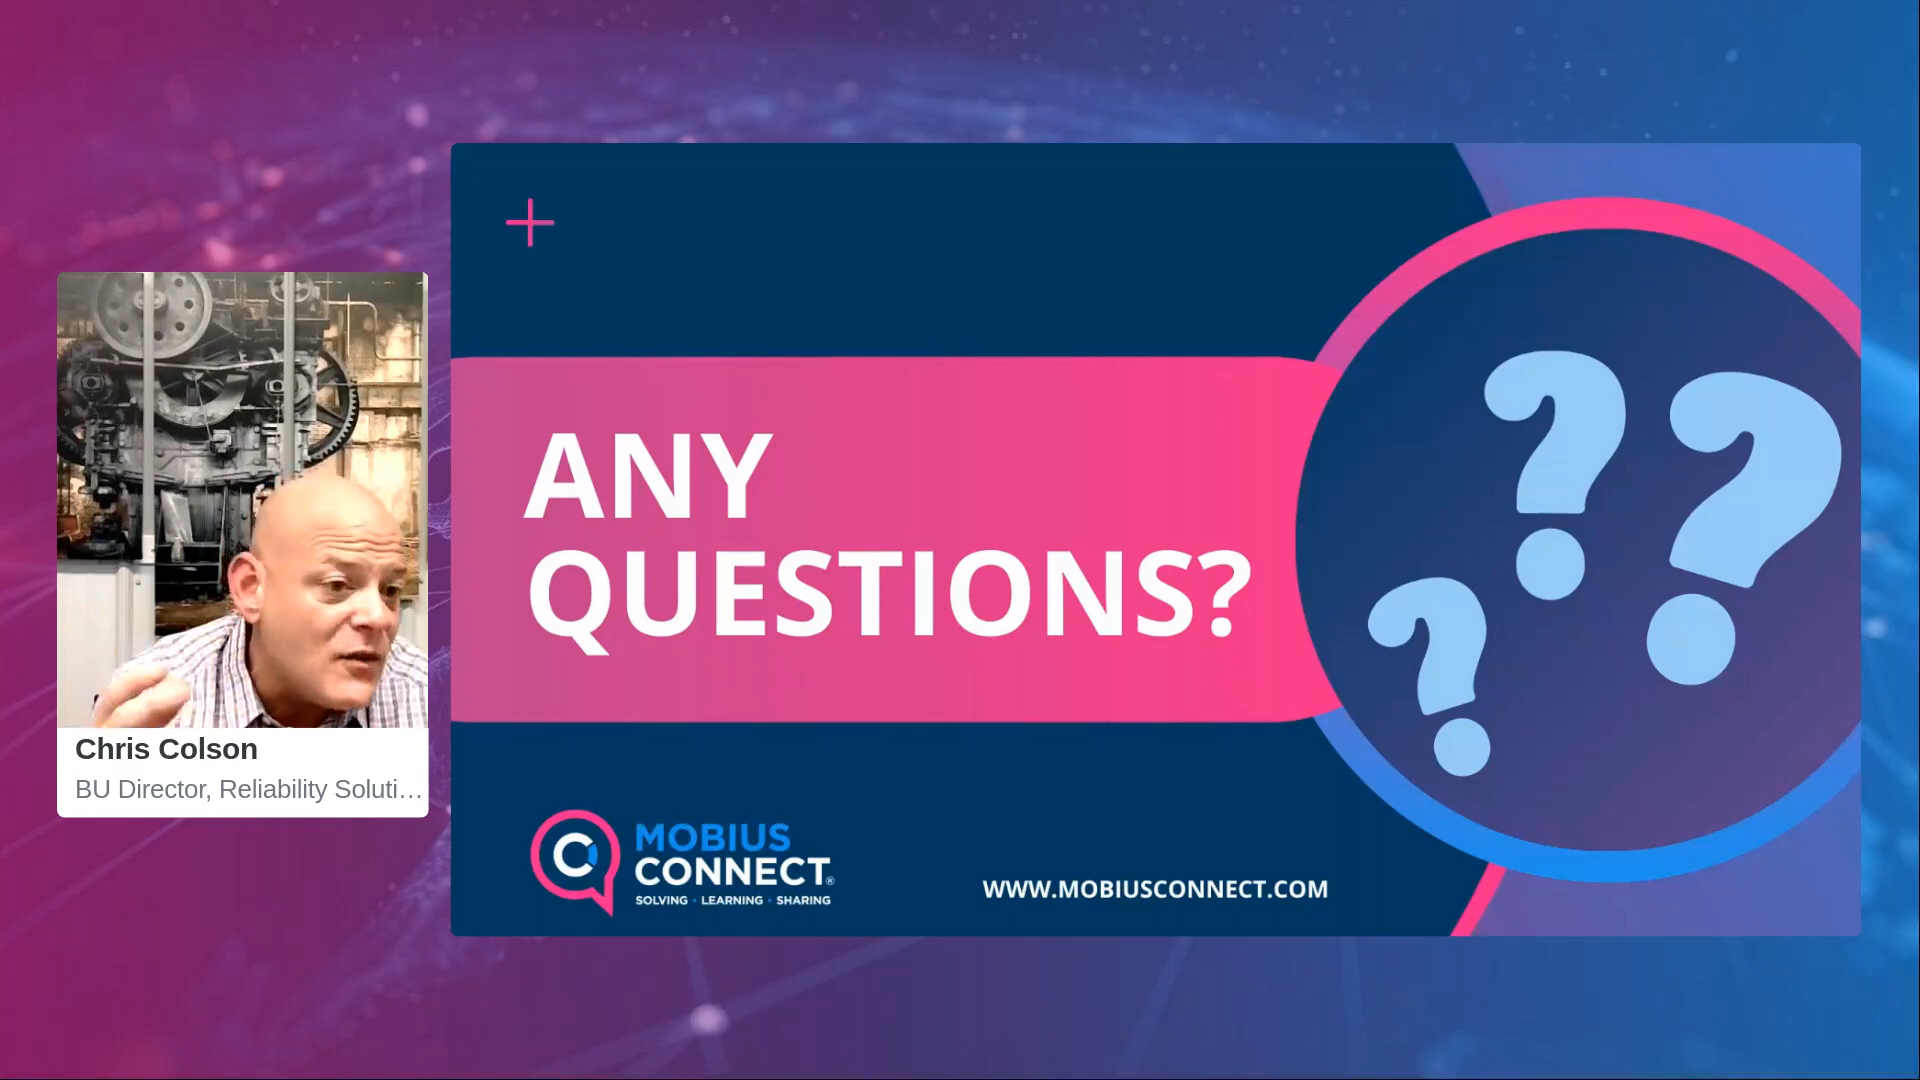 ANY
QUESTIONS?
Chris Colson
BU Director, Reliability Soluti…
MOBIUS
CONNECT®
SOLVING · LEARNING · SHARING
WWW.MOBIUSCONNECT.COM